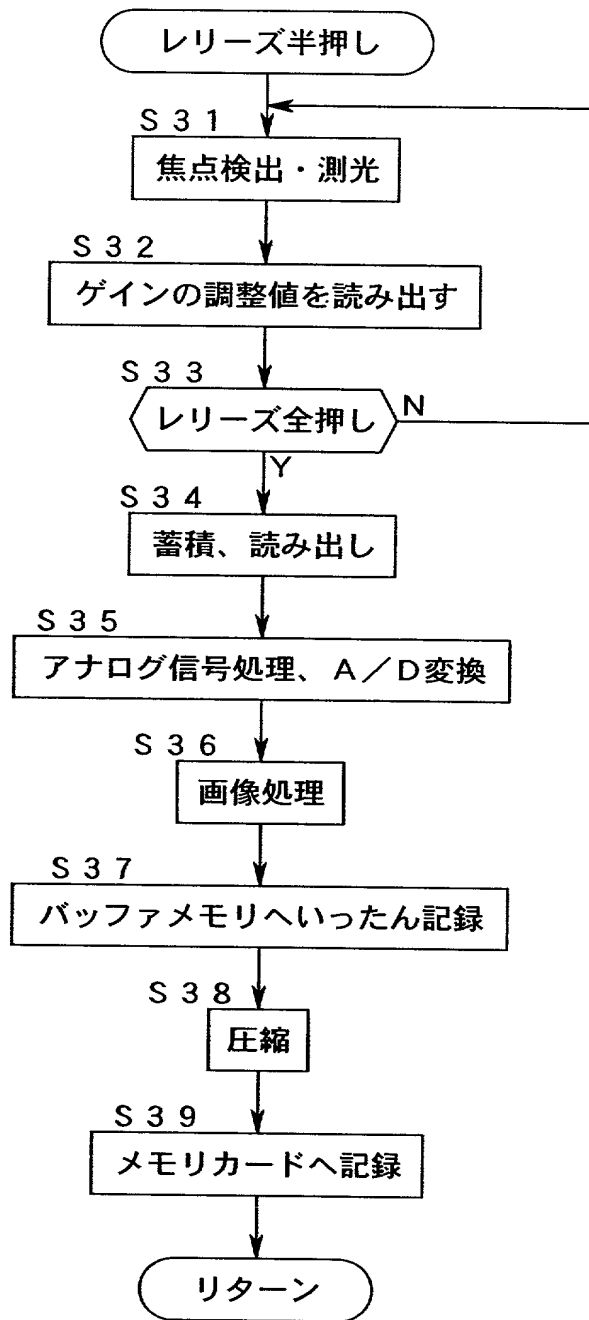 レリーズ半押し
S31
焦点検出・測光
S32
ゲインの調整値を読み出す
S33
レリーズ全押し
N
Y
S34
蓄積、読み出し
S35
アナログ信号処理、A/D変換
S36
画像処理
S37
バッファメモリへいったん記録
S38
圧縮
S39
メモリカードへ記録
リターン